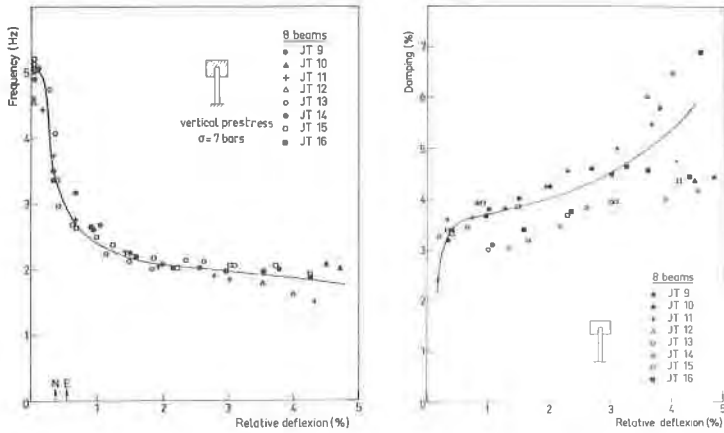 Frequency (Hz)
5
4
3
2
1
0
N E
1
2
3
4
5
Relative deflexion (%)
vertical prestress
σ = 7 bars
8 beams
JT 9
JT 10
JT 11
JT 12
JT 13
JT 14
JT 15
JT 16
Damping (%)
7
6
5
4
3
2
1
0
1
2
3
4
5
Relative deflexion (%)
8 beams
JT 9
JT 10
JT 11
JT 12
JT 13
JT 14
JT 15
JT 16